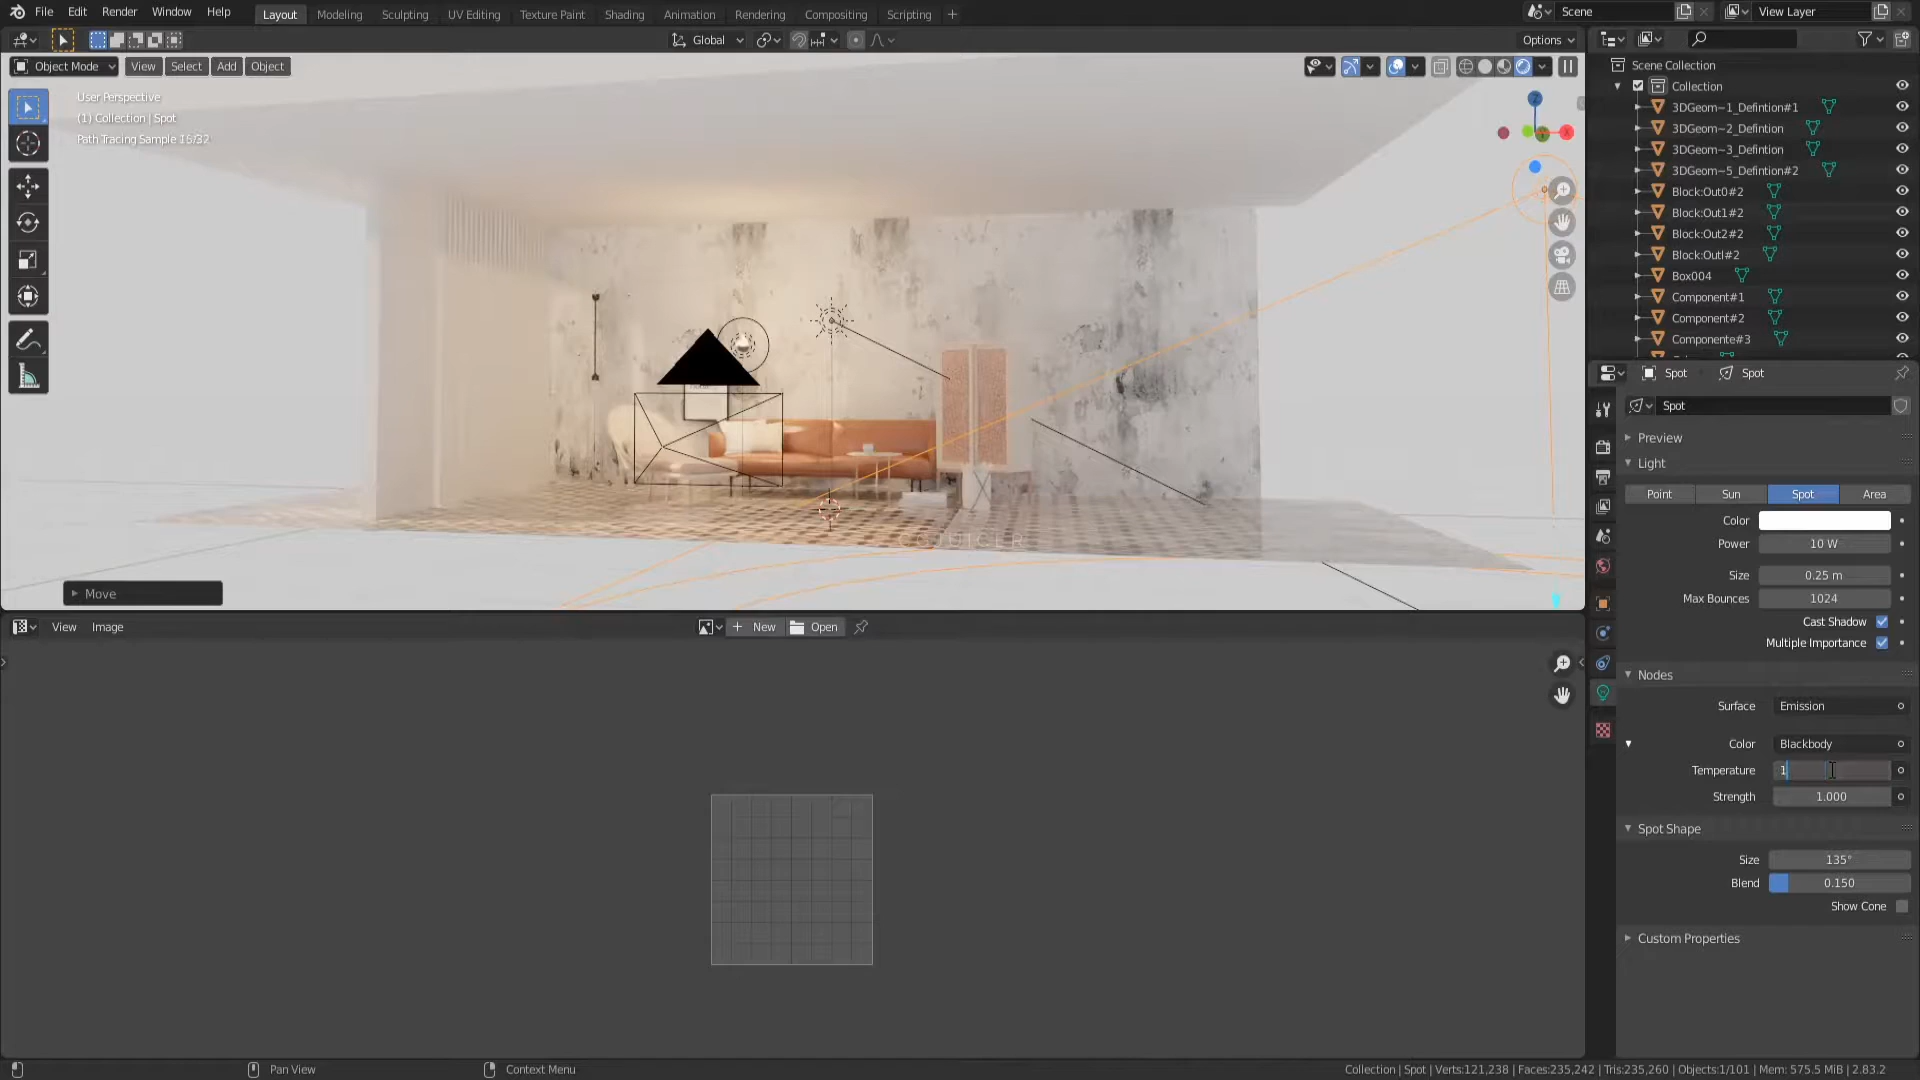 File Edit Render Window Help Layout Modeling Sculpting UV Editing Texture Paint Shading Animation Rendering Compositing Scripting + Scene View Layer
Global Options
Object Mode View Select Add Object
User Perspective
(1) Collection | Spot
Path Tracing Sample 16/32
Z
X
Move
View Image New Open
Scene Collection
Collection
3DGeom~1_Defintion#1
3DGeom~2_Defintion
3DGeom~3_Defintion
3DGeom~5_Defintion#2
Block:Out0#2
Block:Out1#2
Block:Out2#2
Block:Outl#2
Box004
Component#1
Component#2
Componente#3
Spot Spot
Spot
Preview
Light
Point Sun Spot Area
Color
Power 10 W
Size 0.25 m
Max Bounces 1024
Cast Shadow
Multiple Importance
Nodes
Surface Emission
Color Blackbody
Temperature 1
Strength 1.000
Spot Shape
Size 135°
Blend 0.150
Show Cone
Custom Properties
Pan View Context Menu Collection | Spot | Verts:121,238 | Faces:235,242 | Tris:235,260 | Objects:1/101 | Mem: 575.5 MiB | 2.83.2